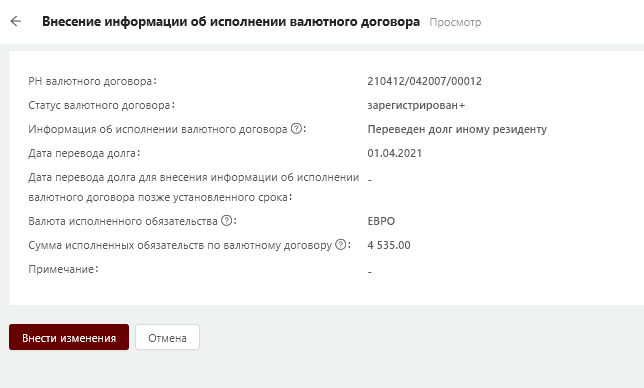 Внесение информации об исполнении валютного договора Просмотр
РН валютного договора: 210412/042007/00012
Статус валютного договора: зарегистрирован+
Информация об исполнении валютного договора ?: Переведен долг иному резиденту
Дата перевода долга: 01.04.2021
Дата перевода долга для внесения информации об исполнении -
валютного договора позже установленного срока:
Валюта исполненного обязательства ?: ЕВРО
Сумма исполненных обязательств по валютному договору ?: 4 535.00
Примечание: -
Внести изменения Отмена